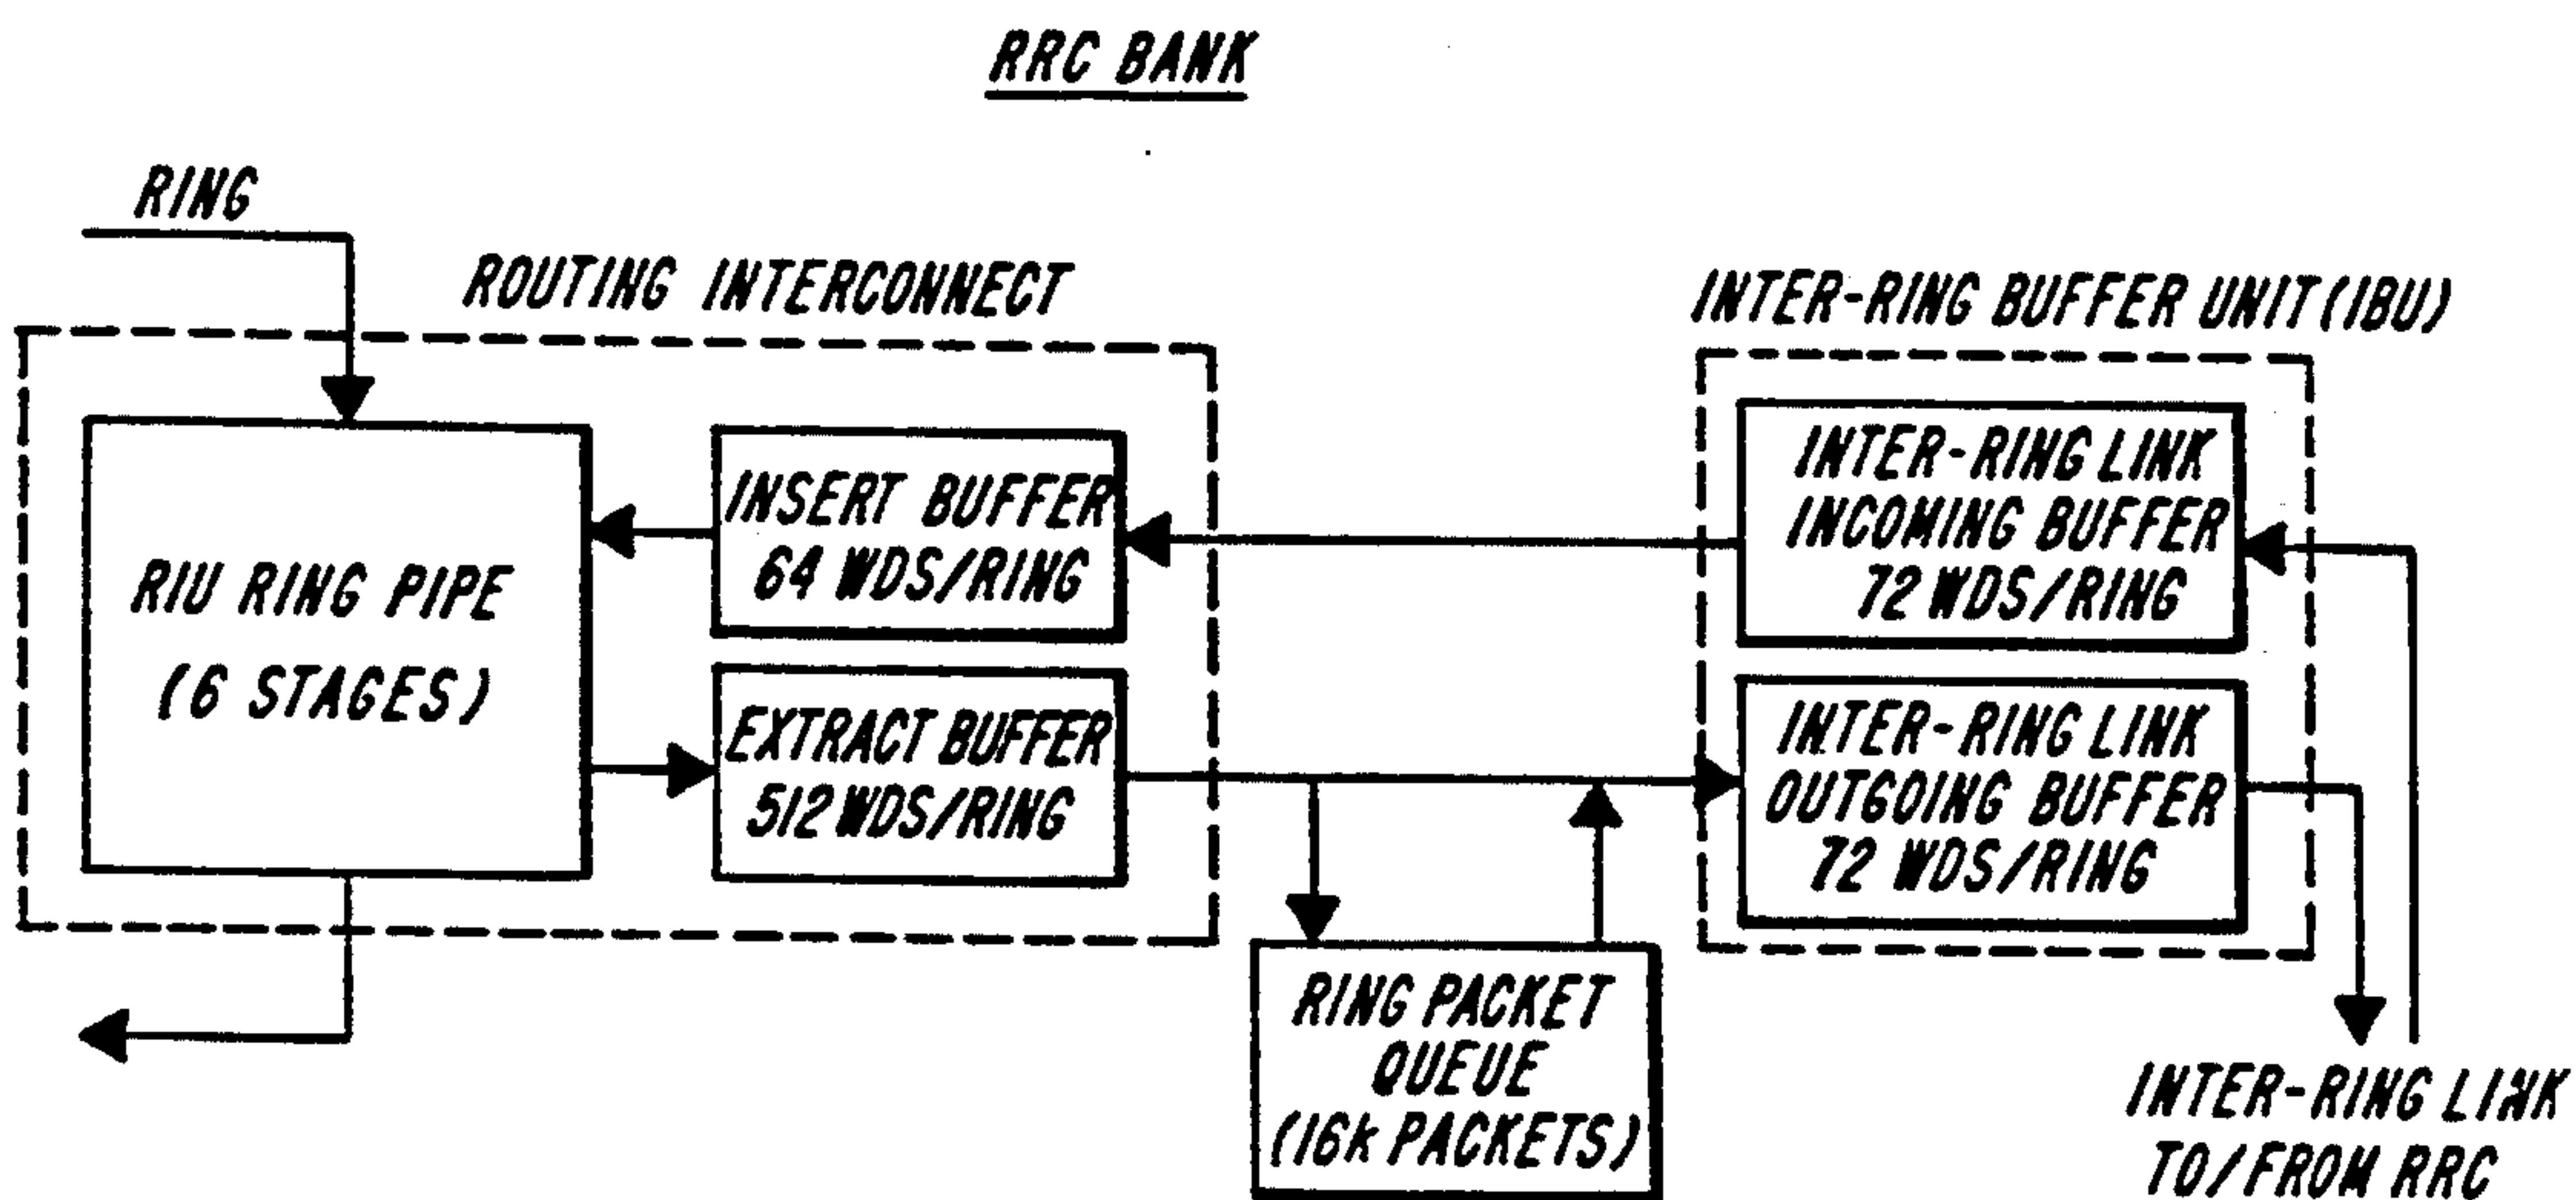 RRC BANK
RING
ROUTING INTERCONNECT
INTER-RING BUFFER UNIT(IBU)
RIU RING PIPE
(6 STAGES)
INSERT BUFFER
64 WDS/RING
EXTRACT BUFFER
512 WDS/RING
INTER-RING LINK
INCOMING BUFFER
72 WDS/RING
INTER-RING LINK
OUTGOING BUFFER
72 WDS/RING
RING PACKET
QUEUE
(16k PACKETS)
INTER-RING LINK
TO/FROM RRC